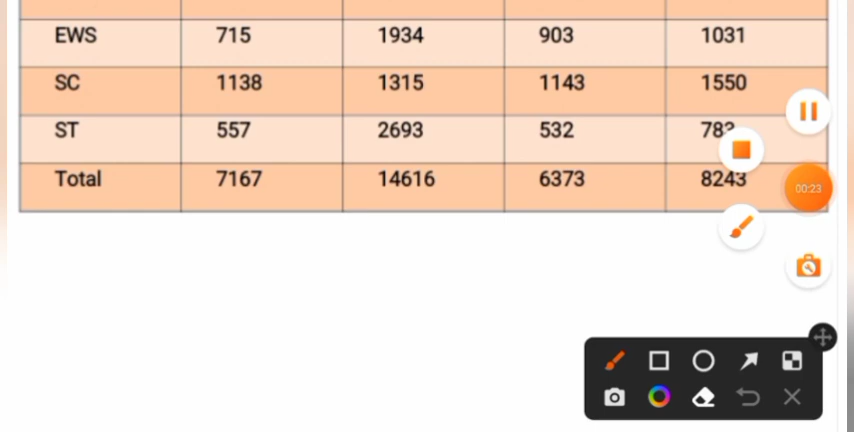 EWS 715 1934 903 1031
SC 1138 1315 1143 1550
ST 557 2693 532
Total 7167 14616 6373 8243
00:23